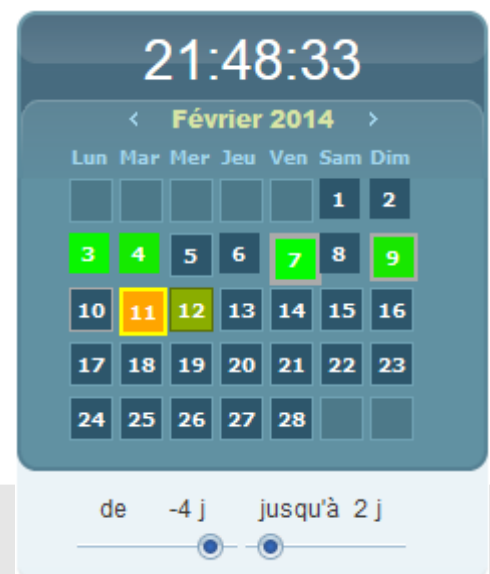 21:48:33
‹ Février 2014 ›
Lun Mar Mer Jeu Ven Sam Dim
1 2
3 4 5 6 7 8 9
10 11 12 13 14 15 16
17 18 19 20 21 22 23
24 25 26 27 28
de -4 j jusqu'à 2 j